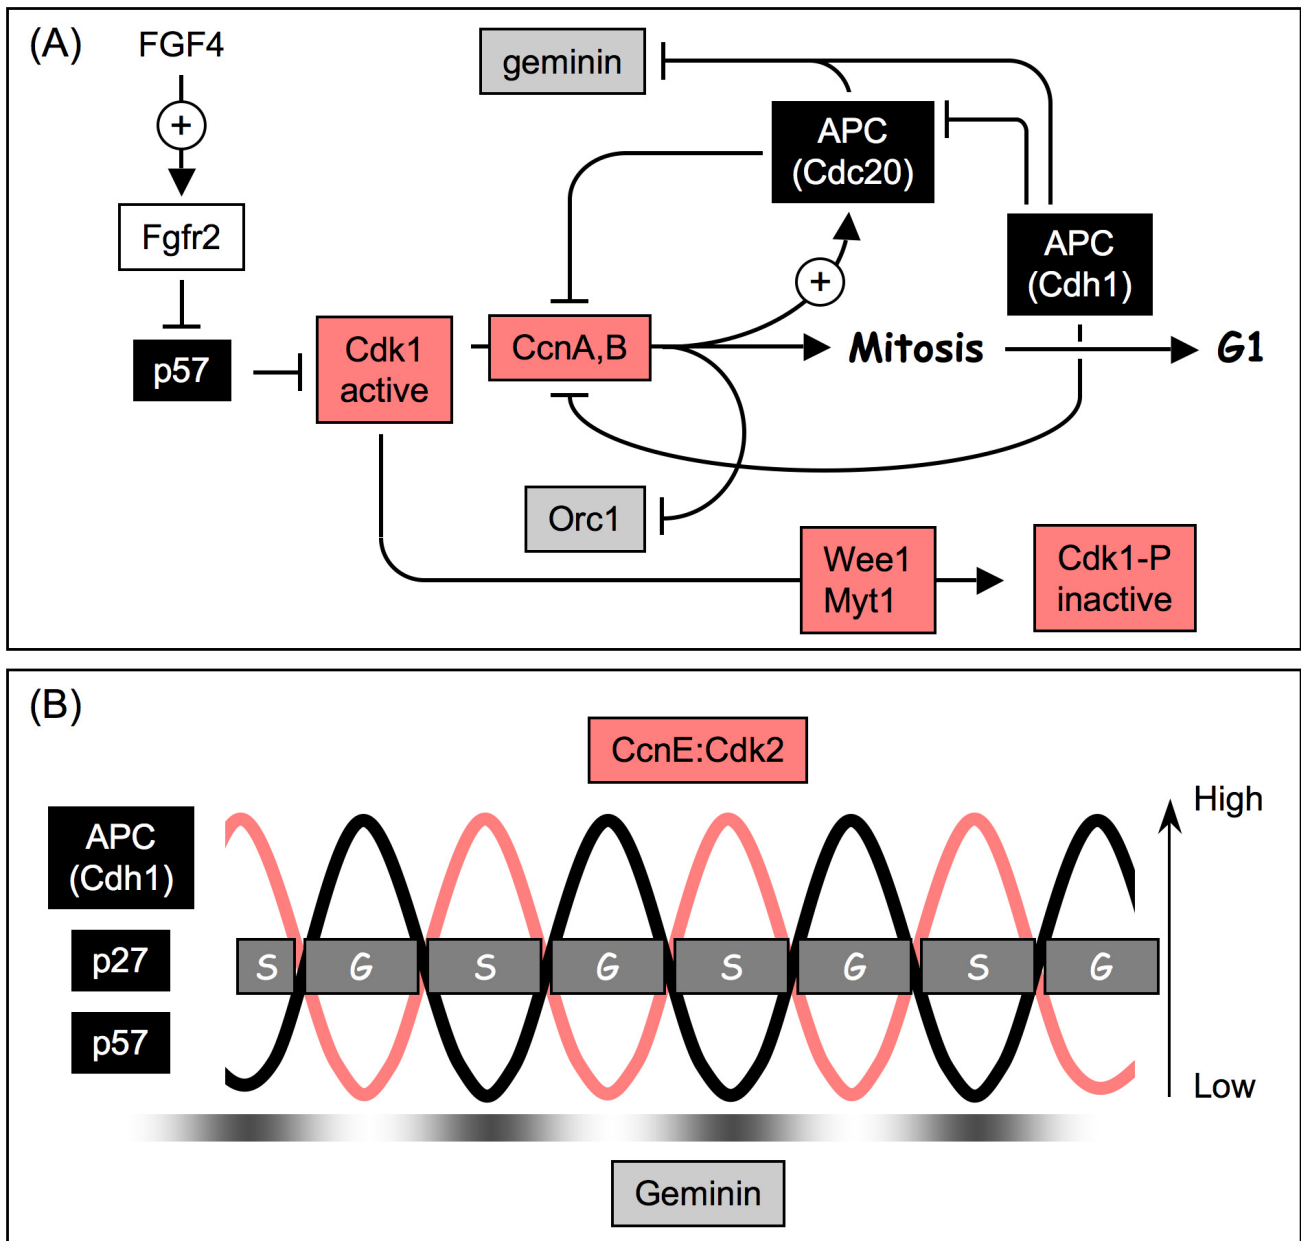 (A)
FGF4
+
Fgfr2
p57
Cdk1
active
CcnA,B
geminin
APC
(Cdc20)
+
APC
(Cdh1)
Mitosis
G1
Orc1
Wee1
Myt1
Cdk1-P
inactive
(B)
CcnE:Cdk2
APC
(Cdh1)
p27
p57
S G S G S G S G
High
Low
Geminin